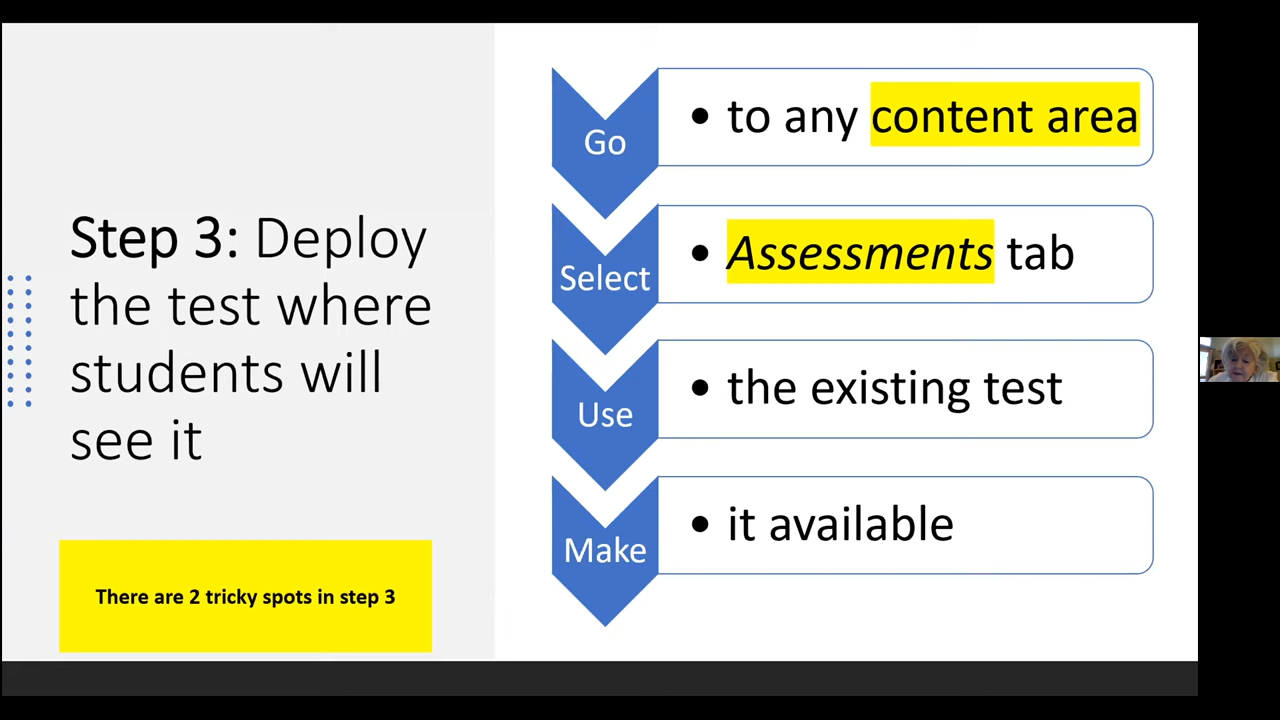 Step 3: Deploy
the test where
students will
see it
There are 2 tricky spots in step 3
Go
• to any content area
Select
• Assessments tab
Use
• the existing test
Make
• it available